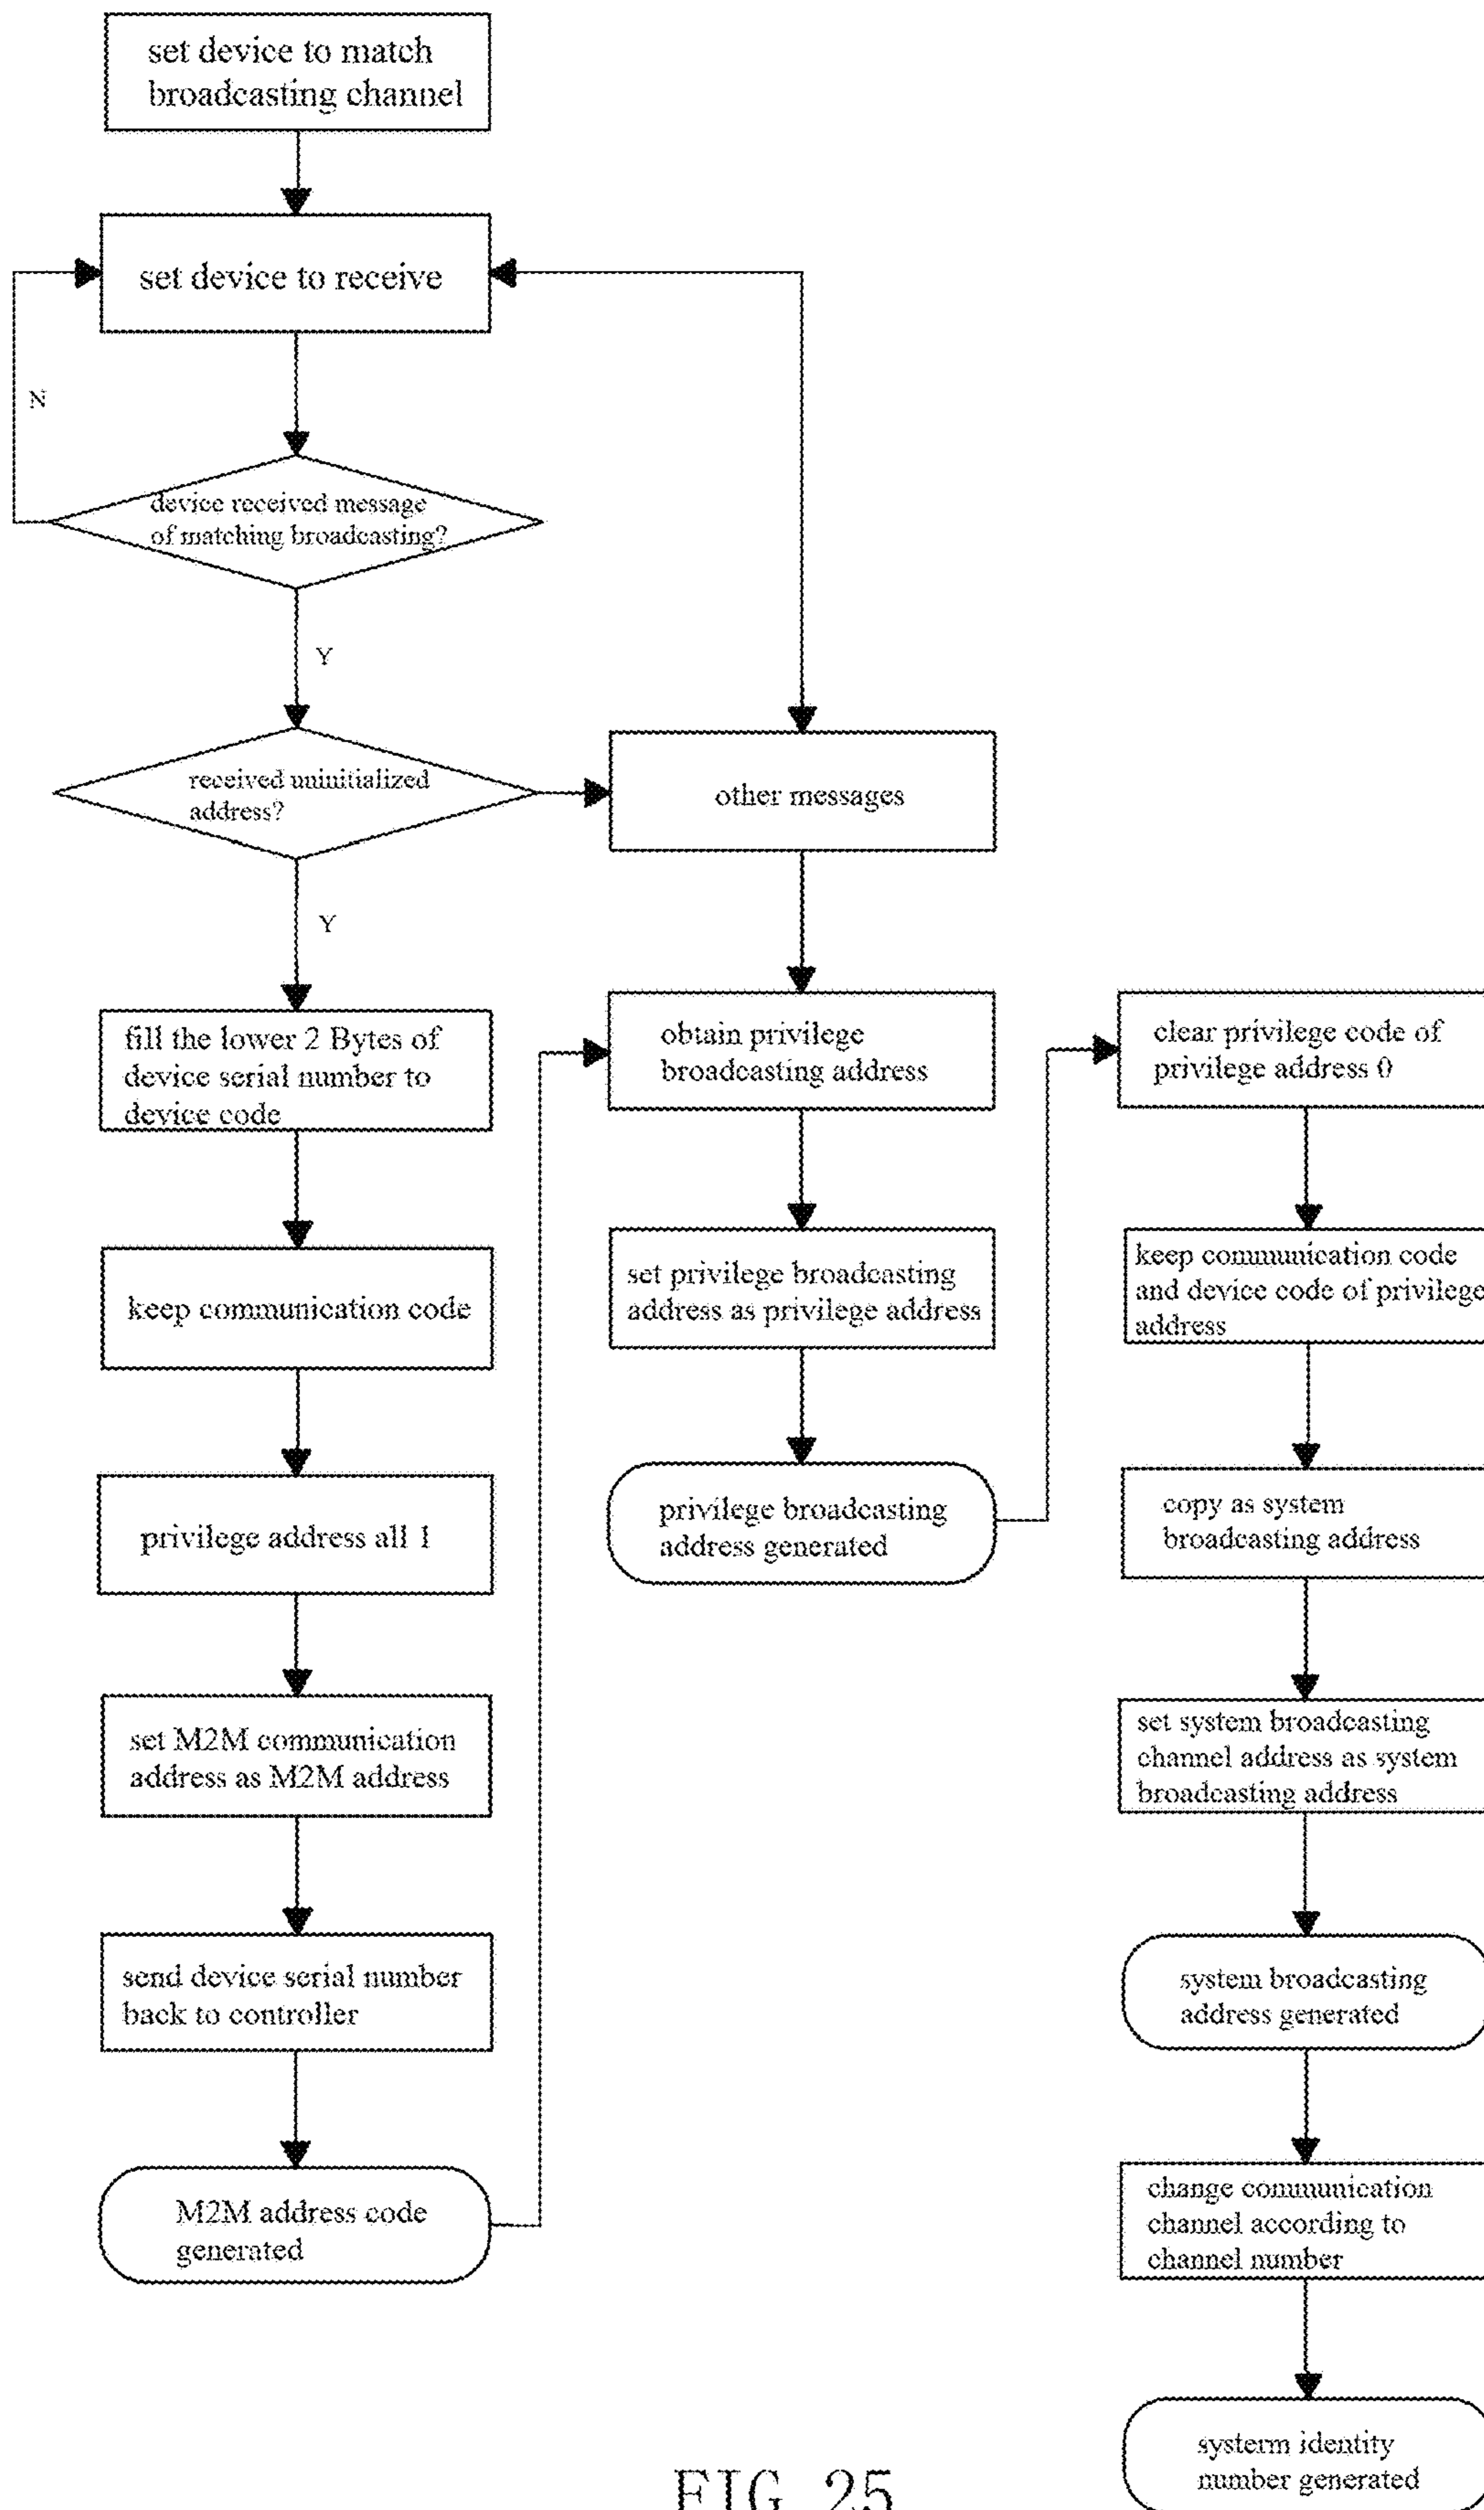 set device to match
broadcasting channel
set device to receive
N
device received message
of matching broadcasting?
Y
received uninitialized
address?
other messages
Y
fill the lower 2 Bytes of
device serial number to
device code
keep communication code
privilege address all 1
set M2M communication
address as M2M address
send device serial number
back to controller
M2M address code
generated
obtain privilege
broadcasting address
set privilege broadcasting
address as privilege address
privilege broadcasting
address generated
clear privilege code of
privilege address 0
keep communication code
and device code of privilege
address
copy as system
broadcasting address
set system broadcasting
channel address as system
broadcasting address
system broadcasting
address generated
change communication
channel according to
channel number
systerm identity
number generated
FIG 25